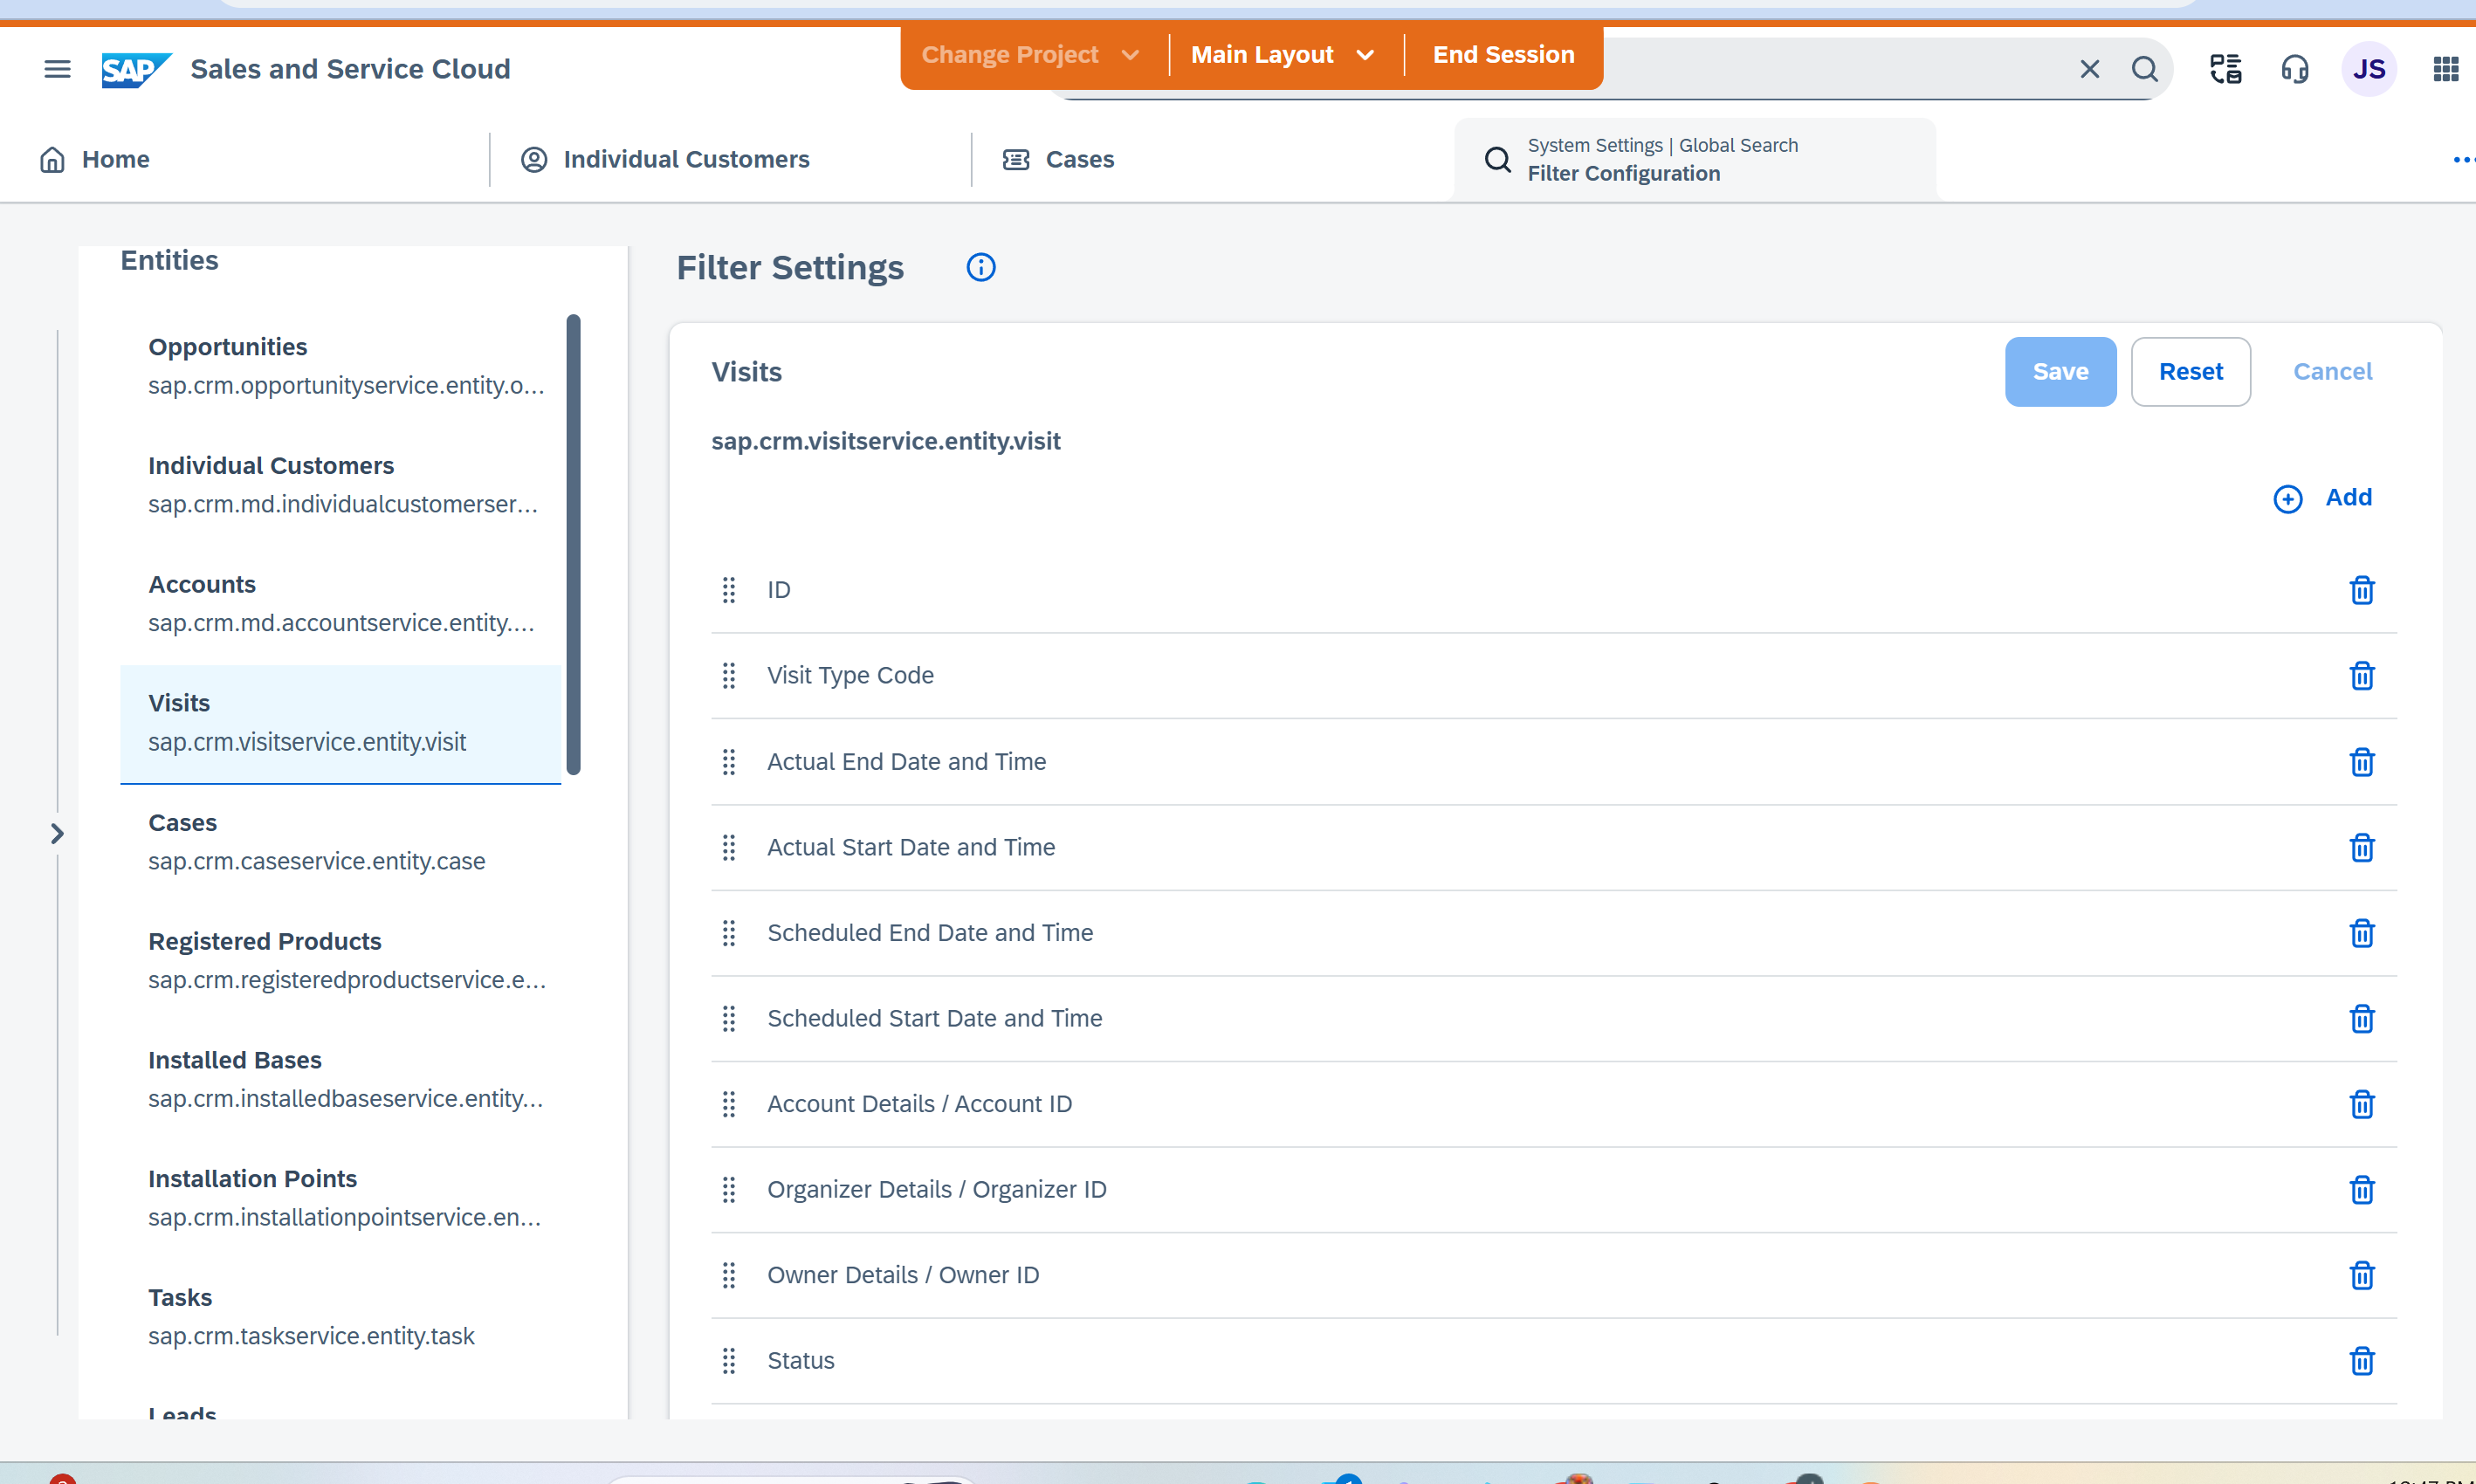 Change Project
Main Layout
End Session
SAP
Sales and Service Cloud
JS
Home
Individual Customers
Cases
System Settings | Global Search
Filter Configuration
Entities
Opportunities
sap.crm.opportunityservice.entity.o...
Individual Customers
sap.crm.md.individualcustomerser...
Accounts
sap.crm.md.accountservice.entity....
Visits
sap.crm.visitservice.entity.visit
Cases
sap.crm.caseservice.entity.case
Registered Products
sap.crm.registeredproductservice.e...
Installed Bases
sap.crm.installedbaseservice.entity...
Installation Points
sap.crm.installationpointservice.en...
Tasks
sap.crm.taskservice.entity.task
Leads
Filter Settings
Visits
Save
Reset
Cancel
sap.crm.visitservice.entity.visit
Add
ID
Visit Type Code
Actual End Date and Time
Actual Start Date and Time
Scheduled End Date and Time
Scheduled Start Date and Time
Account Details / Account ID
Organizer Details / Organizer ID
Owner Details / Owner ID
Status